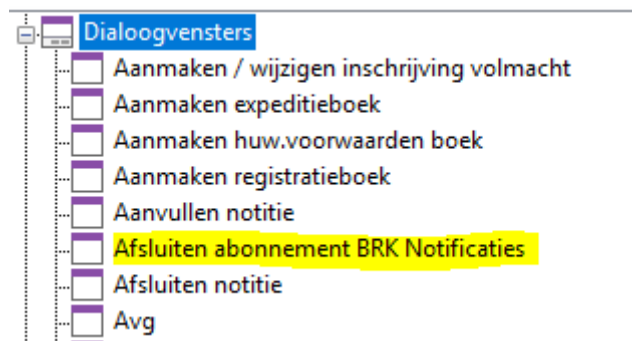 Dialoogvensters
Aanmaken / wijzigen inschrijving volmacht
Aanmaken expeditieboek
Aanmaken huw.voorwaarden boek
Aanmaken registratieboek
Aanvullen notitie
Afsluiten abonnement BRK Notificaties
Afsluiten notitie
Avg